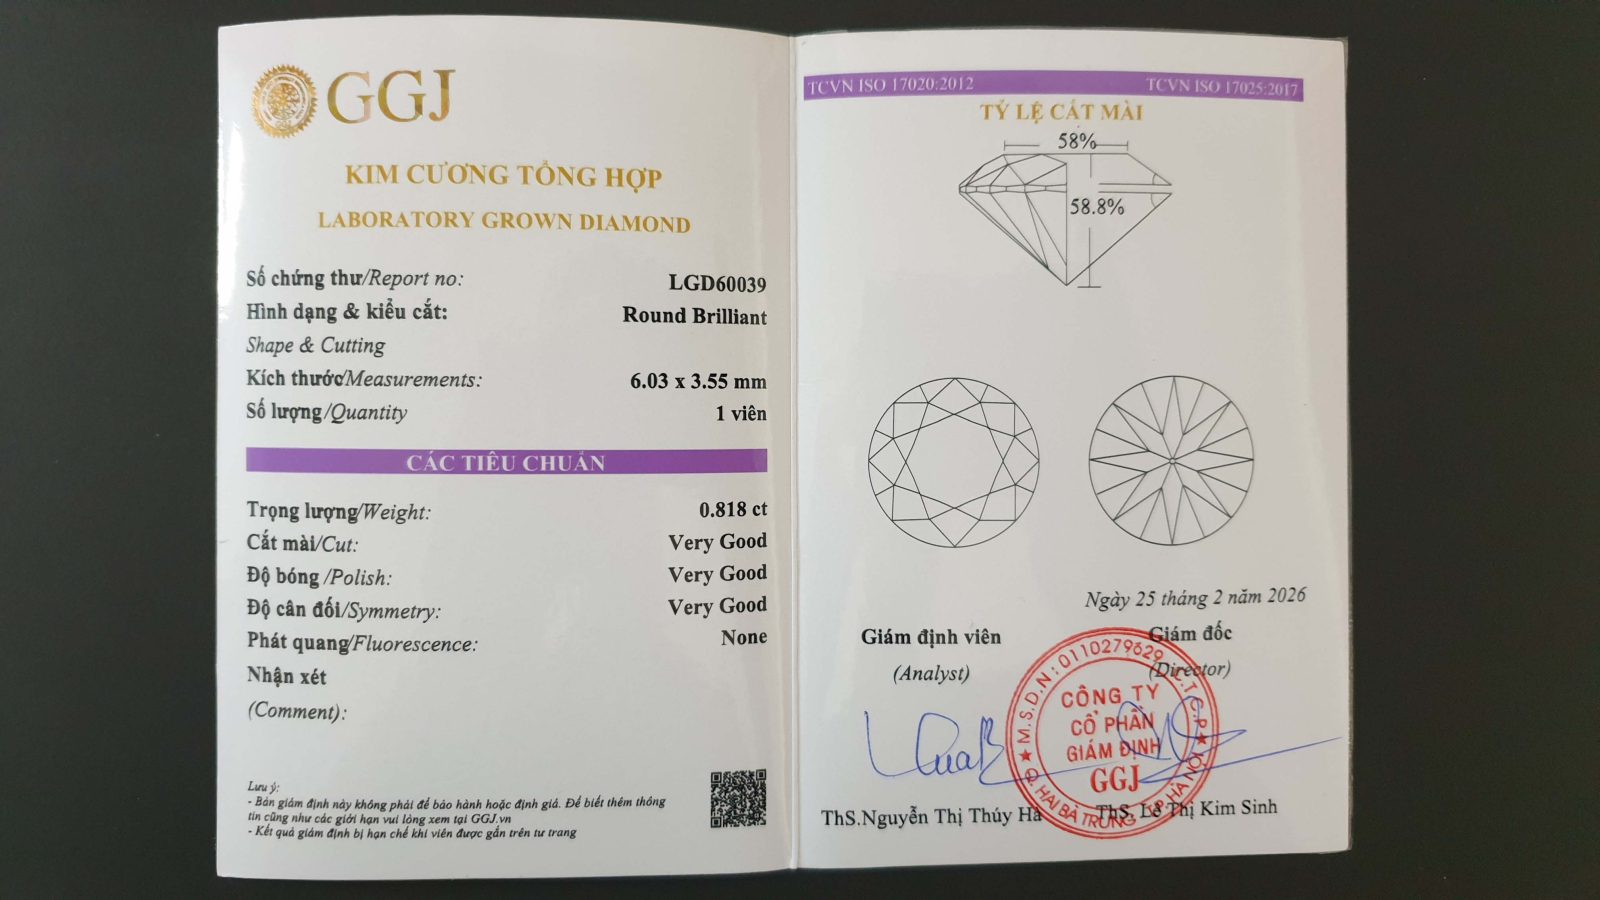 GGJ
KIM CƯƠNG TỔNG HỢP
LABORATORY GROWN DIAMOND
Số chứng thư/Report no: LGD60039
Hình dạng & kiểu cắt: Round Brilliant
Shape & Cutting
Kích thước/Measurements: 6.03 x 3.55 mm
Số lượng/Quantity 1 viên
CÁC TIÊU CHUẨN
Trọng lượng/Weight: 0.818 ct
Cắt mài/Cut: Very Good
Độ bóng /Polish: Very Good
Độ cân đối/Symmetry: Very Good
Phát quang/Fluorescence: None
Nhận xét
(Comment):
Lưu ý:
- Bản giám định này không phải để bảo hành hoặc định giá. Để biết thêm thông
tin cũng như các giới hạn vui lòng xem tại GGJ.vn
- Kết quả giám định bị hạn chế khi viên được gắn trên tư trang
TCVN ISO 17020:2012 TCVN ISO 17025:2017
TỶ LỆ CẮT MÀI
58%
58.8%
Ngày 25 tháng 2 năm 2026
Giám định viên Giám đốc
(Analyst) (Director)
M.S.D.N: 0110279629 C.T.C.P
CÔNG TY
CỔ PHẦN
GIÁM ĐỊNH
GGJ
Q. HAI BÀ TRƯNG - TP. HÀ NỘI
ThS.Nguyễn Thị Thúy Hà ThS. Lê Thị Kim Sinh